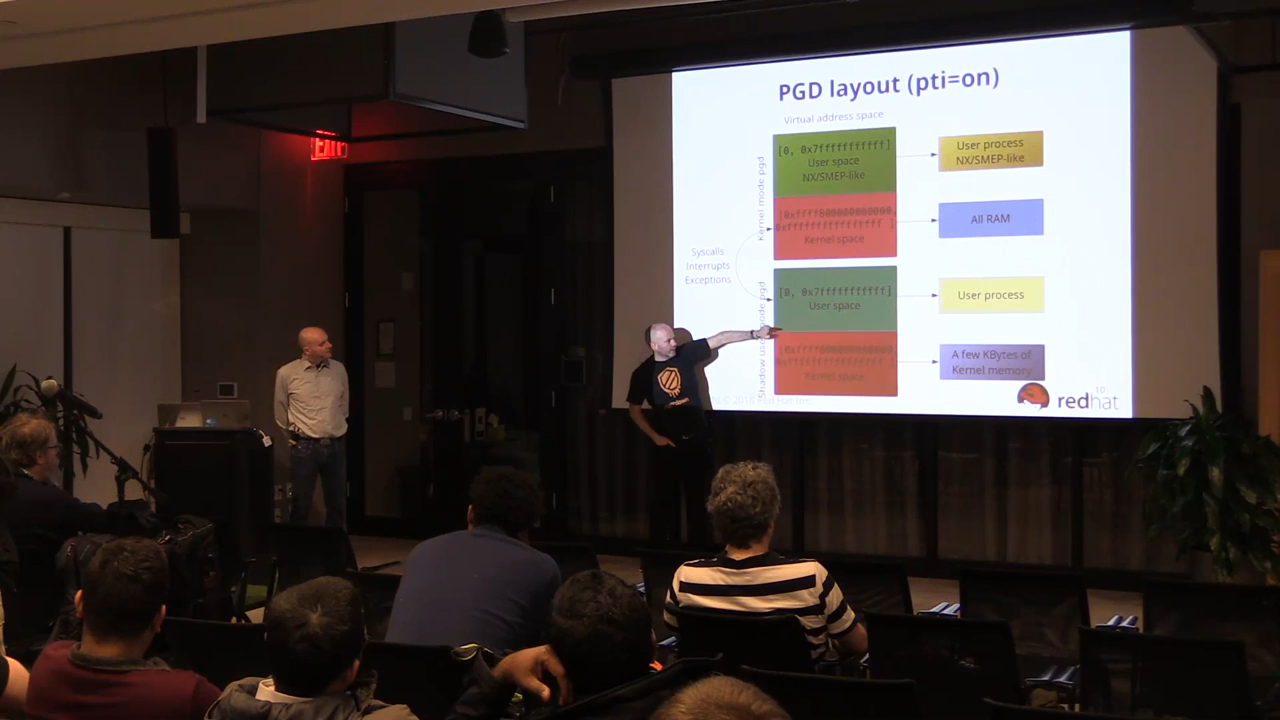 EXIT
PGD layout (pti=on)
Virtual address space
Kernel mode pgd
[0, 0x7fffffffffff]
User space
NX/SMEP-like
User process
NX/SMEP-like
Kernel space
All RAM
Syscalls
Interrupts
Exceptions
[0, 0x7fffffffffff]
User space
User process
Kernel space
A few KBytes of
Kernel memory
10
redhat